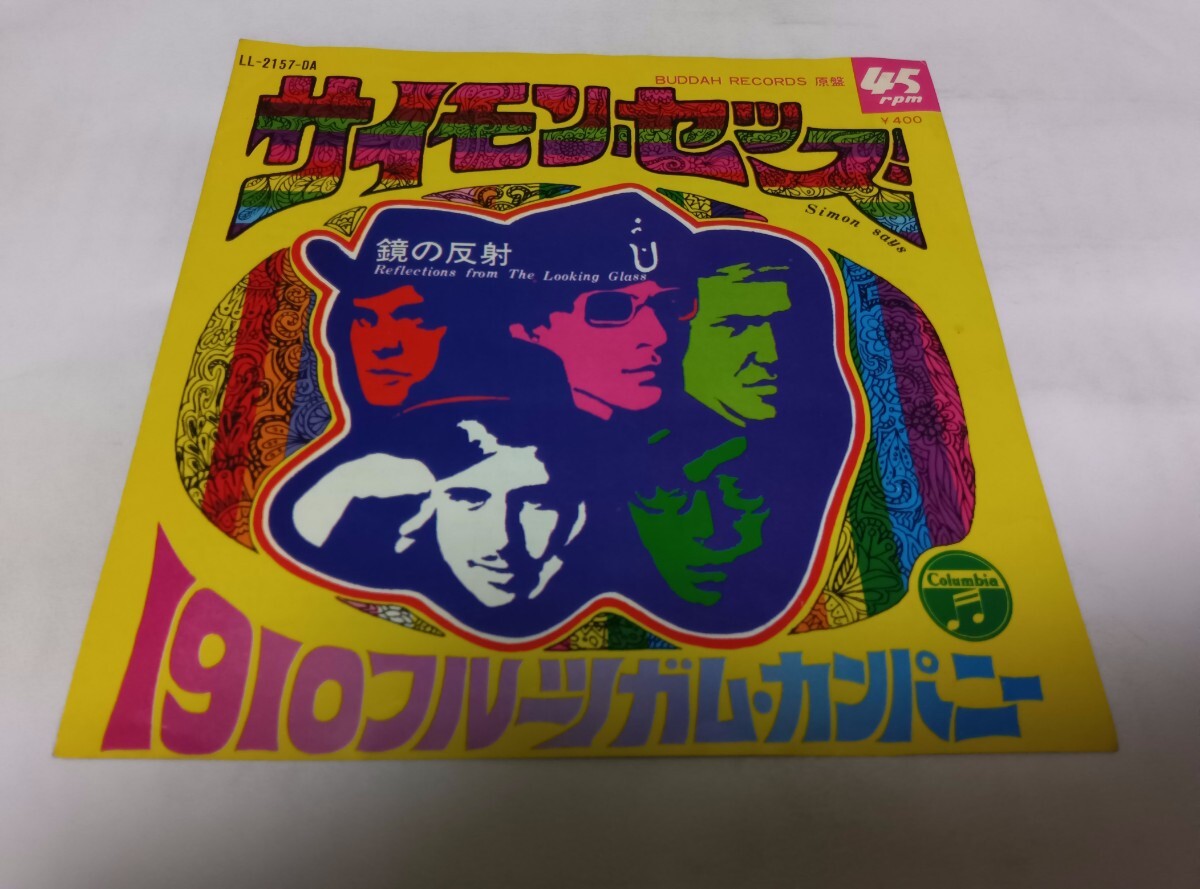 LL-2157-DA
BUDDAH RECORDS 原盤
45
rpm
¥400
サイモン・セッズ!
Simon says
鏡の反射
Reflections from The Looking Glass
Columbia
1910フルーツガム・カンパニー